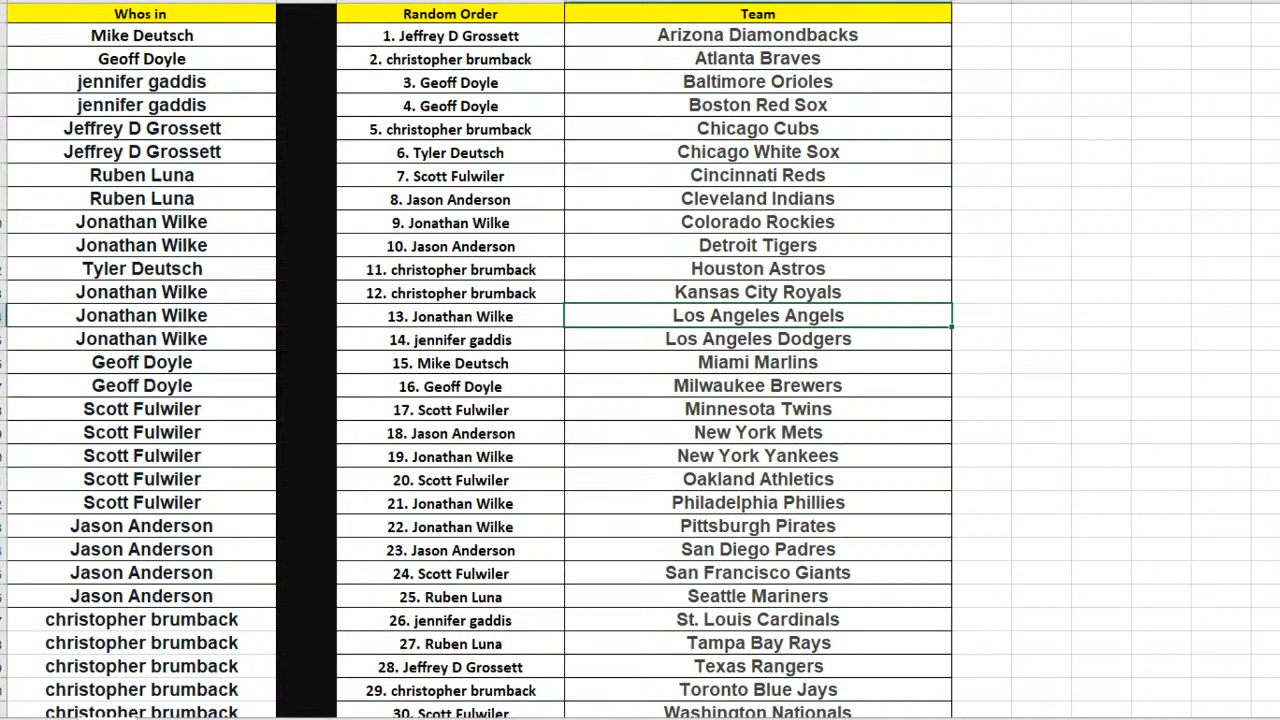 Whos in Random Order Team
Mike Deutsch 1. Jeffrey D Grossett Arizona Diamondbacks
Geoff Doyle 2. christopher brumback Atlanta Braves
jennifer gaddis 3. Geoff Doyle Baltimore Orioles
jennifer gaddis 4. Geoff Doyle Boston Red Sox
Jeffrey D Grossett 5. christopher brumback Chicago Cubs
Jeffrey D Grossett 6. Tyler Deutsch Chicago White Sox
Ruben Luna 7. Scott Fulwiler Cincinnati Reds
Ruben Luna 8. Jason Anderson Cleveland Indians
Jonathan Wilke 9. Jonathan Wilke Colorado Rockies
Jonathan Wilke 10. Jason Anderson Detroit Tigers
Tyler Deutsch 11. christopher brumback Houston Astros
Jonathan Wilke 12. christopher brumback Kansas City Royals
Jonathan Wilke 13. Jonathan Wilke Los Angeles Angels
Jonathan Wilke 14. jennifer gaddis Los Angeles Dodgers
Geoff Doyle 15. Mike Deutsch Miami Marlins
Geoff Doyle 16. Geoff Doyle Milwaukee Brewers
Scott Fulwiler 17. Scott Fulwiler Minnesota Twins
Scott Fulwiler 18. Jason Anderson New York Mets
Scott Fulwiler 19. Jonathan Wilke New York Yankees
Scott Fulwiler 20. Scott Fulwiler Oakland Athletics
Scott Fulwiler 21. Jonathan Wilke Philadelphia Phillies
Jason Anderson 22. Jonathan Wilke Pittsburgh Pirates
Jason Anderson 23. Jason Anderson San Diego Padres
Jason Anderson 24. Scott Fulwiler San Francisco Giants
Jason Anderson 25. Ruben Luna Seattle Mariners
christopher brumback 26. jennifer gaddis St. Louis Cardinals
christopher brumback 27. Ruben Luna Tampa Bay Rays
christopher brumback 28. Jeffrey D Grossett Texas Rangers
christopher brumback 29. christopher brumback Toronto Blue Jays
christopher brumback 30. Scott Fulwiler Washington Nationals